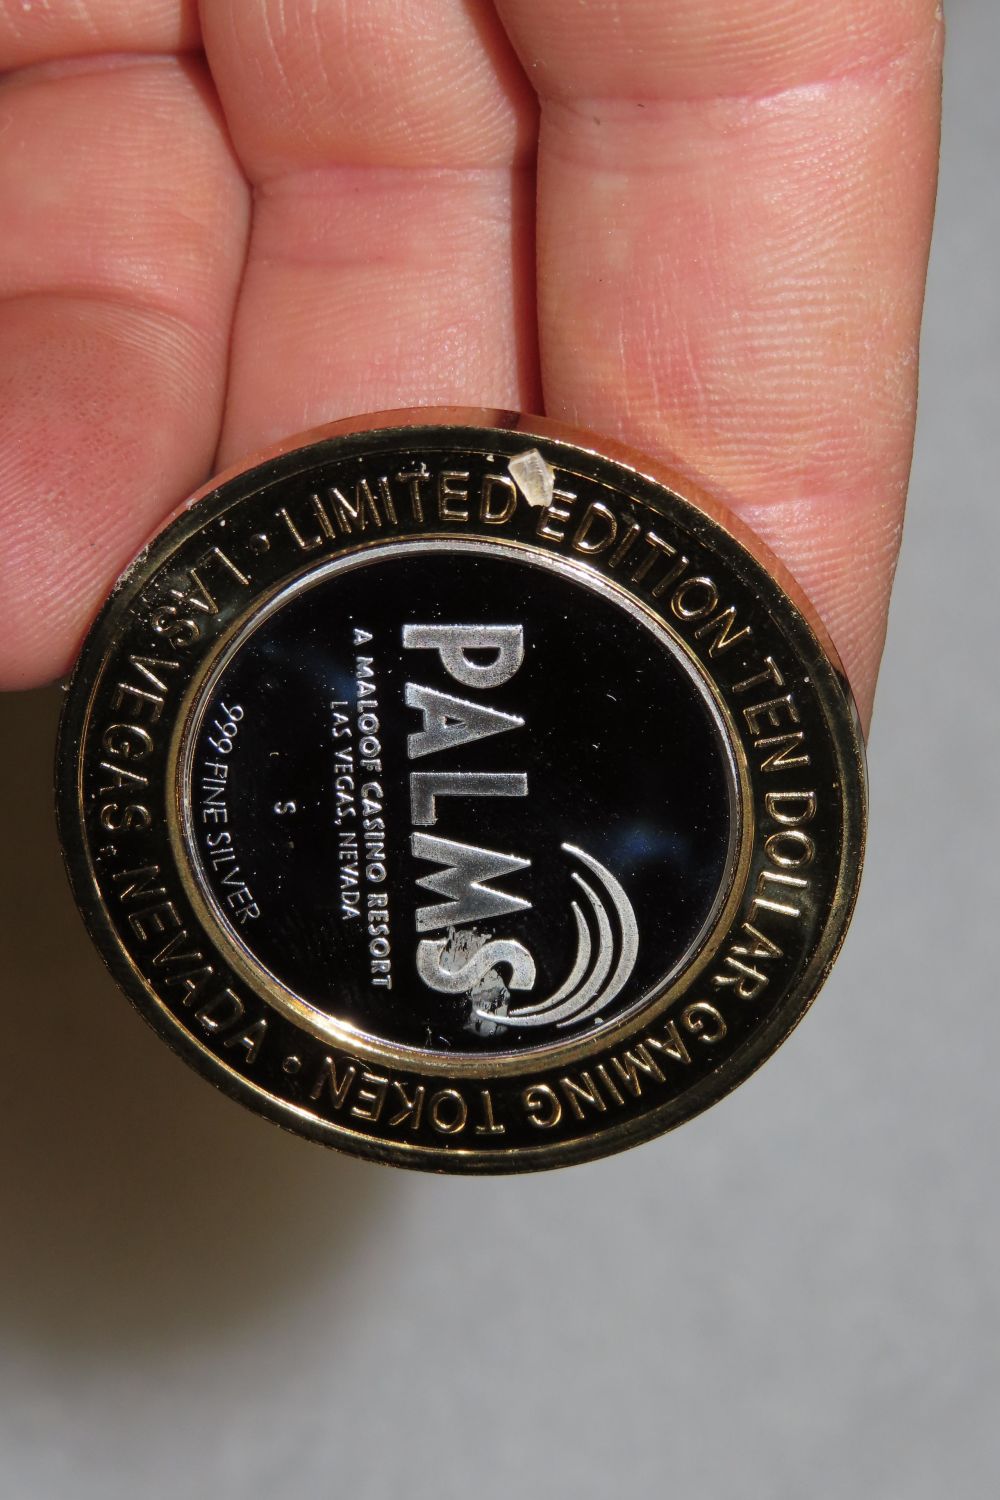 LIMITED EDITION TEN DOLLAR GAMING TOKEN
• LAS VEGAS, NEVADA •
PALMS
A MALOOF CASINO RESORT
LAS VEGAS, NEVADA
S
.999 FINE SILVER